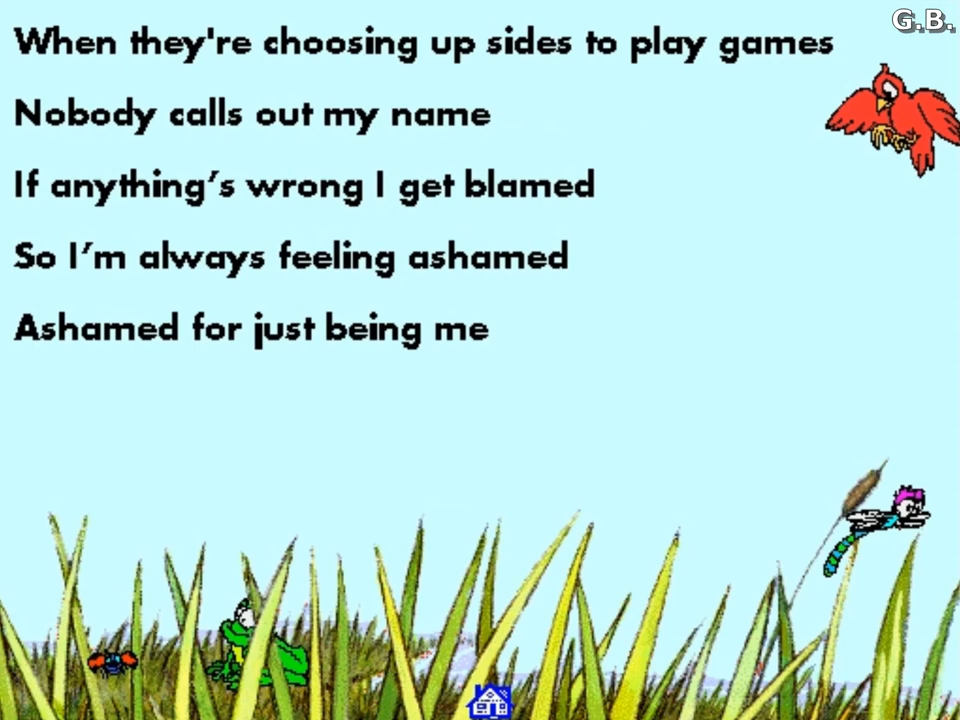 G.B.
When they're choosing up sides to play games
Nobody calls out my name
If anything’s wrong I get blamed
So I’m always feeling ashamed
Ashamed for just being me